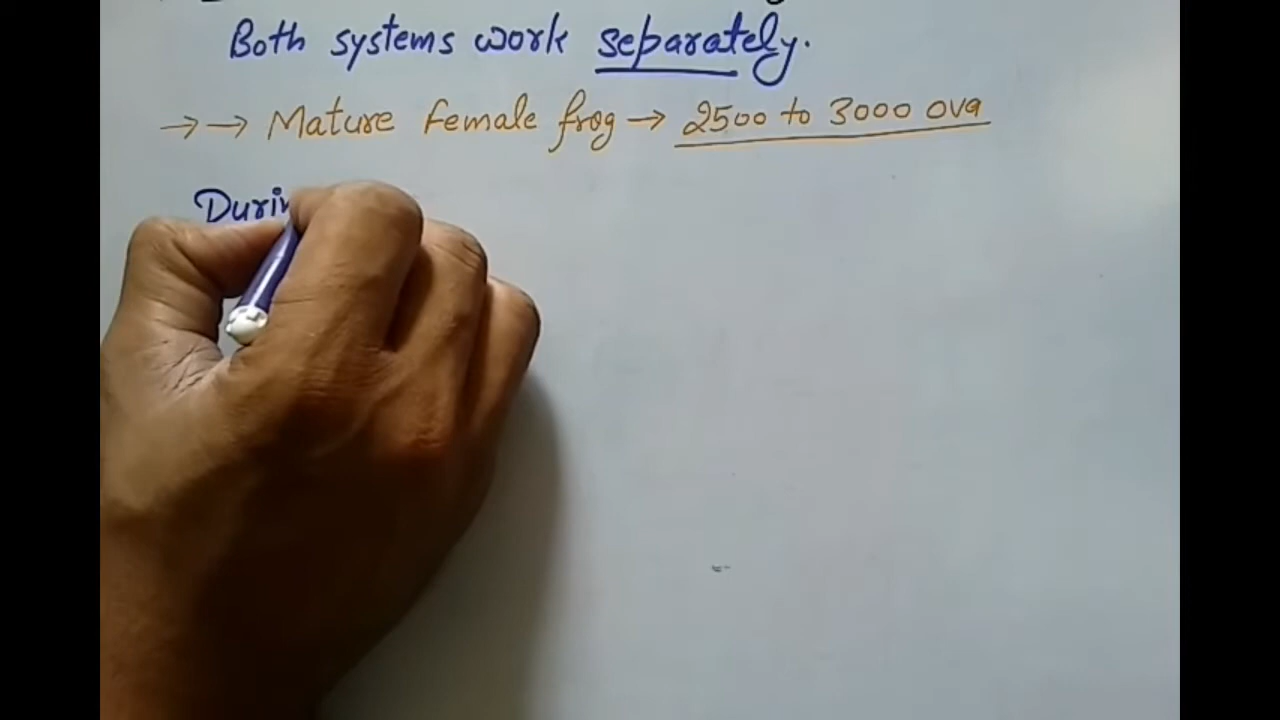 Both systems work separately.
→→ Mature female frog → 2500 to 3000 ova